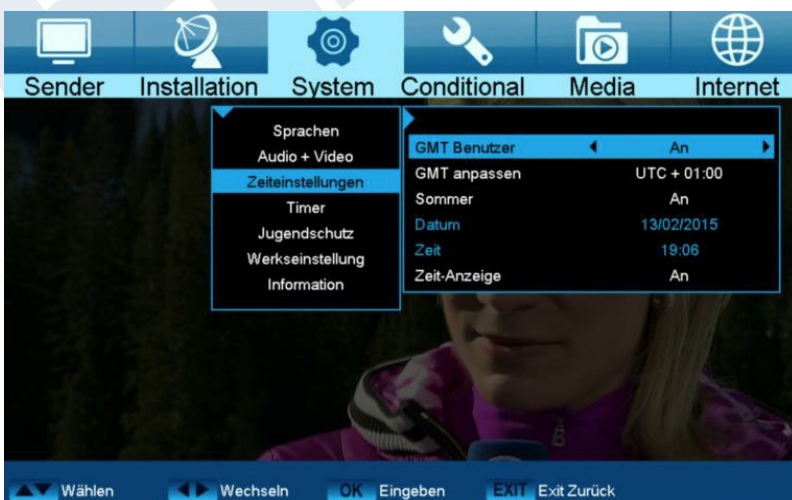 Sender Installation System Conditional Media Internet
Sprachen
Audio + Video
Zeiteinstellungen
Timer
Jugendschutz
Werkseinstellung
Information
GMT Benutzer An
GMT anpassen UTC + 01:00
Sommer An
Datum 13/02/2015
Zeit 19:06
Zeit-Anzeige An
Wählen Wechseln OK Eingeben EXIT Exit Zurück